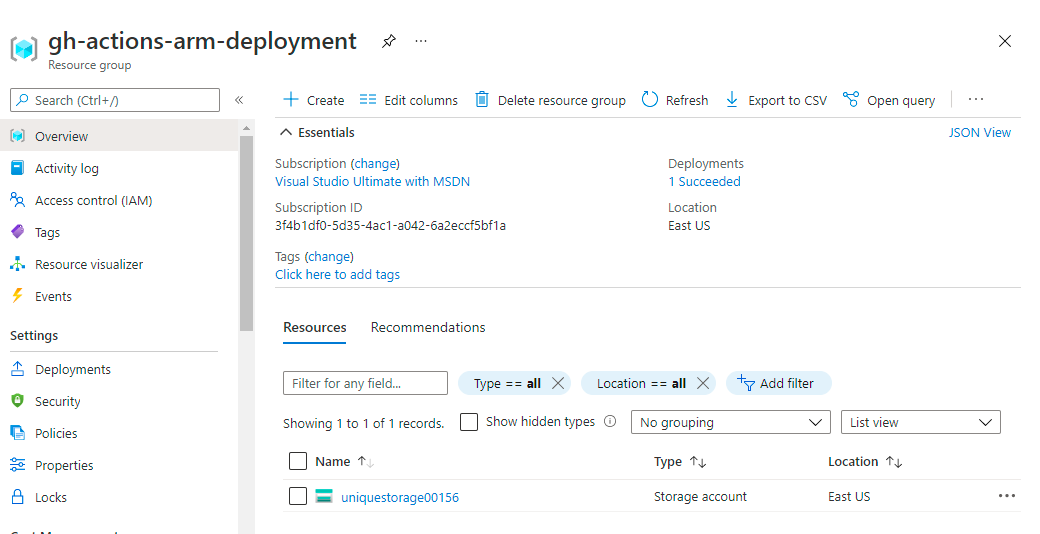 gh-actions-arm-deployment
Resource group
Search (Ctrl+/)
Overview
Activity log
Access control (IAM)
Tags
Resource visualizer
Events
Settings
Deployments
Security
Policies
Properties
Locks
Create
Edit columns
Delete resource group
Refresh
Export to CSV
Open query
Essentials
JSON View
Subscription (change)
Visual Studio Ultimate with MSDN
Subscription ID
3f4b1df0-5d35-4ac1-a042-6a2eccf5bf1a
Tags (change)
Click here to add tags
Deployments
1 Succeeded
Location
East US
Resources
Recommendations
Filter for any field...
Type == all
Location == all
Add filter
Showing 1 to 1 of 1 records.
Show hidden types
No grouping
List view
Name
Type
Location
uniquestorage00156
Storage account
East US